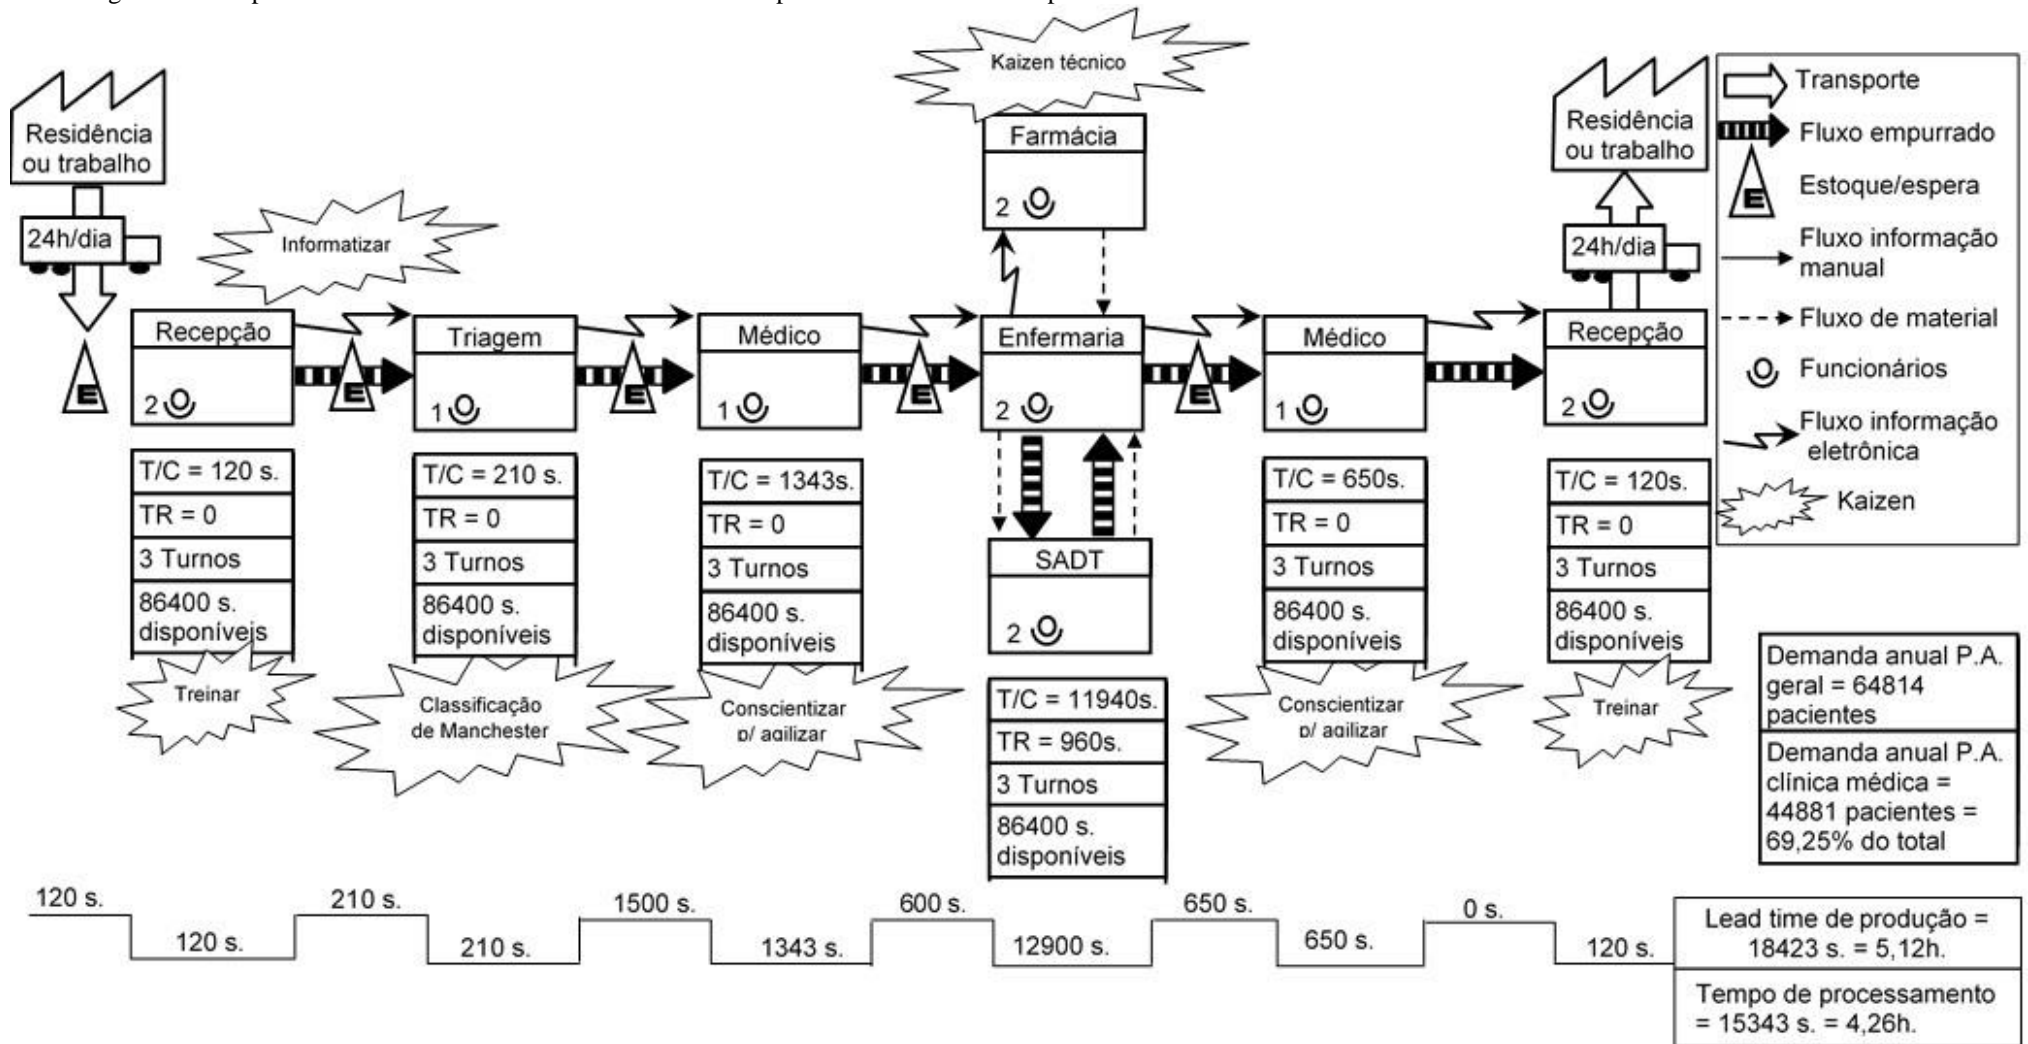 Kaizen técnico
Residência
ou trabalho
24h/dia
E
Informatizar
Farmácia
2
Residência
ou trabalho
24h/dia
Transporte
Fluxo empurrado
E
Estoque/espera
Fluxo informação
manual
Fluxo de material
Funcionários
Fluxo informação
eletrônica
Kaizen
Recepção
2
E
Triagem
1
E
Médico
1
E
Enfermaria
2
E
Médico
1
Recepção
2
T/C = 120 s.
TR = 0
3 Turnos
86400 s.
disponíveis
Treinar
T/C = 210 s.
TR = 0
3 Turnos
86400 s.
disponíveis
Classificação
de Manchester
T/C = 1343s.
TR = 0
3 Turnos
86400 s.
disponíveis
Conscientizar
p/ agilizar
SADT
2
T/C = 11940s.
TR = 960s.
3 Turnos
86400 s.
disponíveis
T/C = 650s.
TR = 0
3 Turnos
86400 s.
disponíveis
Conscientizar
p/ agilizar
T/C = 120s.
TR = 0
3 Turnos
86400 s.
disponíveis
Treinar
Demanda anual P.A.
geral = 64814
pacientes
Demanda anual P.A.
clínica médica =
44881 pacientes =
69,25% do total
120 s.
120 s.
210 s.
210 s.
1500 s.
1343 s.
600 s.
12900 s.
650 s.
650 s.
0 s.
120 s.
Lead time de produção =
18423 s. = 5,12h.
Tempo de processamento
= 15343 s. = 4,26h.